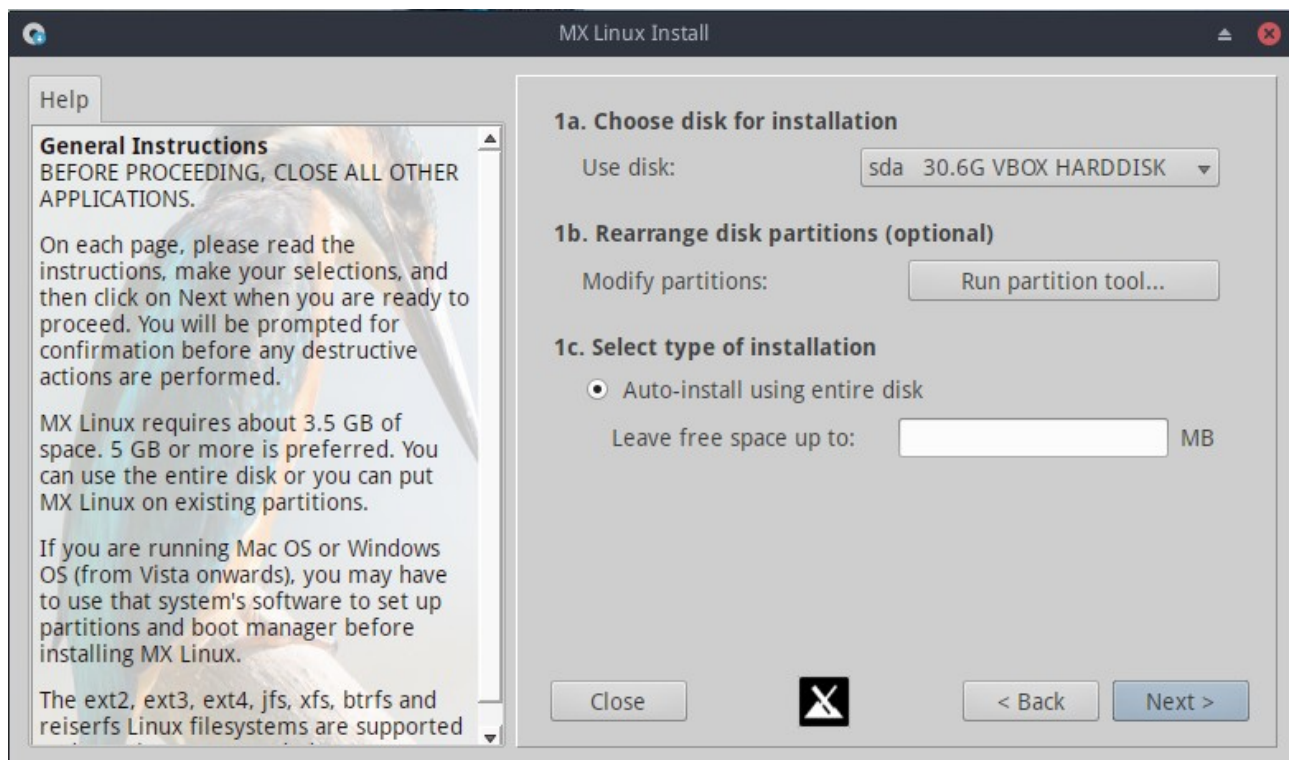 MX Linux Install
Help
General Instructions
BEFORE PROCEEDING, CLOSE ALL OTHER
APPLICATIONS.
On each page, please read the
instructions, make your selections, and
then click on Next when you are ready to
proceed. You will be prompted for
confirmation before any destructive
actions are performed.
MX Linux requires about 3.5 GB of
space. 5 GB or more is preferred. You
can use the entire disk or you can put
MX Linux on existing partitions.
If you are running Mac OS or Windows
OS (from Vista onwards), you may have
to use that system's software to set up
partitions and boot manager before
installing MX Linux.
The ext2, ext3, ext4, jfs, xfs, btrfs and
reiserfs Linux filesystems are supported
1a. Choose disk for installation
Use disk: sda 30.6G VBOX HARDDISK
1b. Rearrange disk partitions (optional)
Modify partitions: Run partition tool...
1c. Select type of installation
Auto-install using entire disk
Leave free space up to: MB
Close < Back Next >